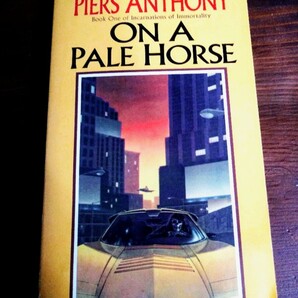 PIERS ANTHONY
Book One of Incarnations of Immortality
ON A
PALE HORSE